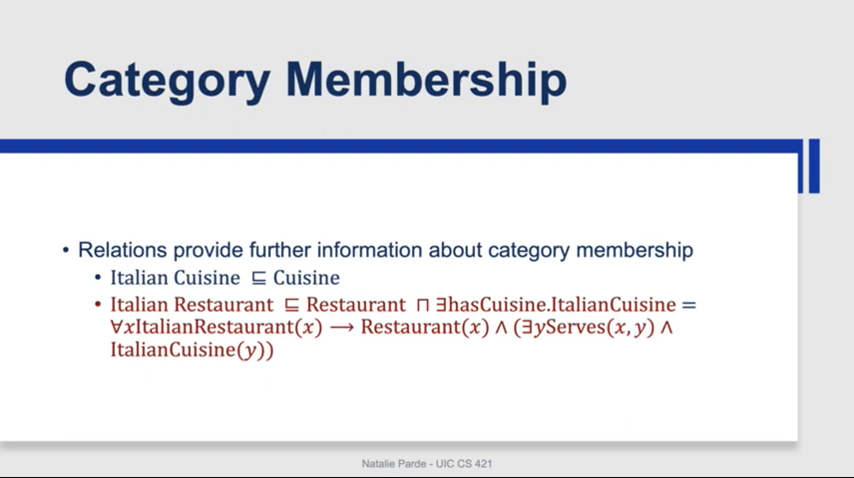 Category Membership
• Relations provide further information about category membership
• Italian Cuisine ⊑ Cuisine
• Italian Restaurant ⊑ Restaurant ⊓ ∃hasCuisine.ItalianCuisine =
∀xItalianRestaurant(x) ⟶ Restaurant(x) ∧ (∃yServes(x, y) ∧
ItalianCuisine(y))
Natalie Parde - UIC CS 421